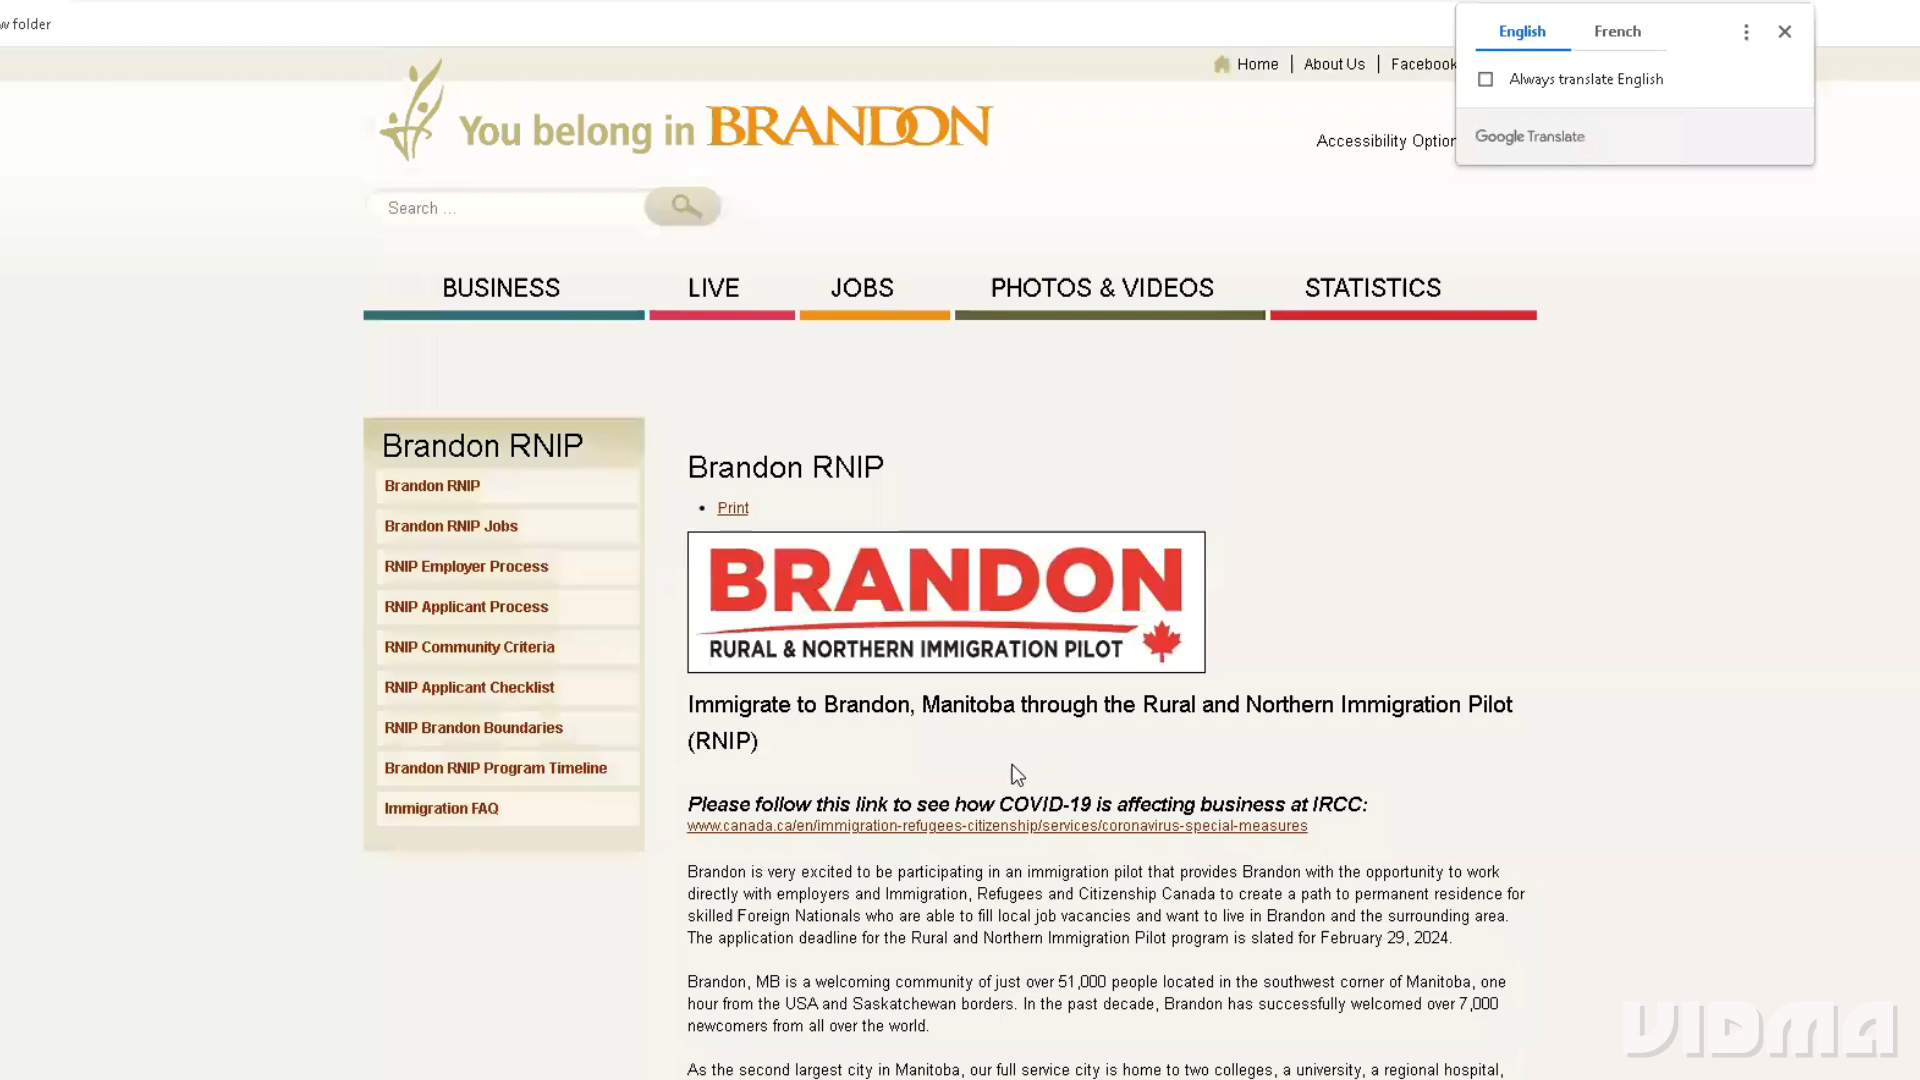 w folder
English French
Always translate English
Google Translate
Home About Us Facebook
You belong in BRANDON
Accessibility Option
Search ...
BUSINESS LIVE JOBS PHOTOS & VIDEOS STATISTICS
Brandon RNIP
Brandon RNIP
Brandon RNIP Jobs
RNIP Employer Process
RNIP Applicant Process
RNIP Community Criteria
RNIP Applicant Checklist
RNIP Brandon Boundaries
Brandon RNIP Program Timeline
Immigration FAQ
Brandon RNIP
Print
BRANDON
RURAL & NORTHERN IMMIGRATION PILOT
Immigrate to Brandon, Manitoba through the Rural and Northern Immigration Pilot
(RNIP)
Please follow this link to see how COVID-19 is affecting business at IRCC:
www.canada.ca/en/immigration-refugees-citizenship/services/coronavirus-special-measures
Brandon is very excited to be participating in an immigration pilot that provides Brandon with the opportunity to work
directly with employers and Immigration, Refugees and Citizenship Canada to create a path to permanent residence for
skilled Foreign Nationals who are able to fill local job vacancies and want to live in Brandon and the surrounding area.
The application deadline for the Rural and Northern Immigration Pilot program is slated for February 29, 2024.
Brandon, MB is a welcoming community of just over 51,000 people located in the southwest corner of Manitoba, one
hour from the USA and Saskatchewan borders. In the past decade, Brandon has successfully welcomed over 7,000
newcomers from all over the world.
As the second largest city in Manitoba, our full service city is home to two colleges, a university, a regional hospital,
VIDMA